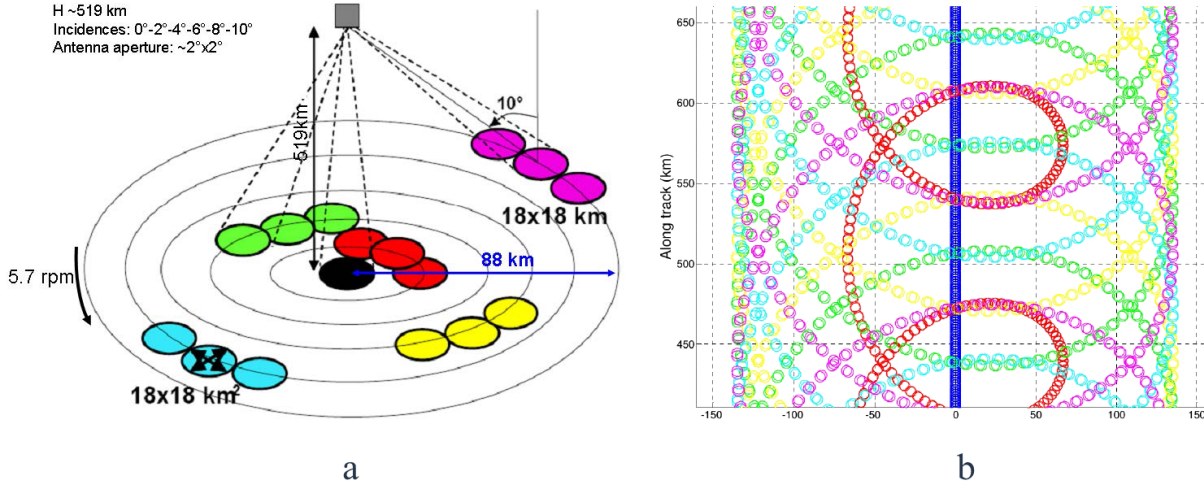 H ~519 km
Incidences: 0°-2°-4°-6°-8°-10°
Antenna aperture: ~2°x2°
10°
519km
18x18 km
88 km
5.7 rpm
18x18 km²
a
Along track (km)
650
600
550
500
450
-150
-100
-50
0
50
100
150
b